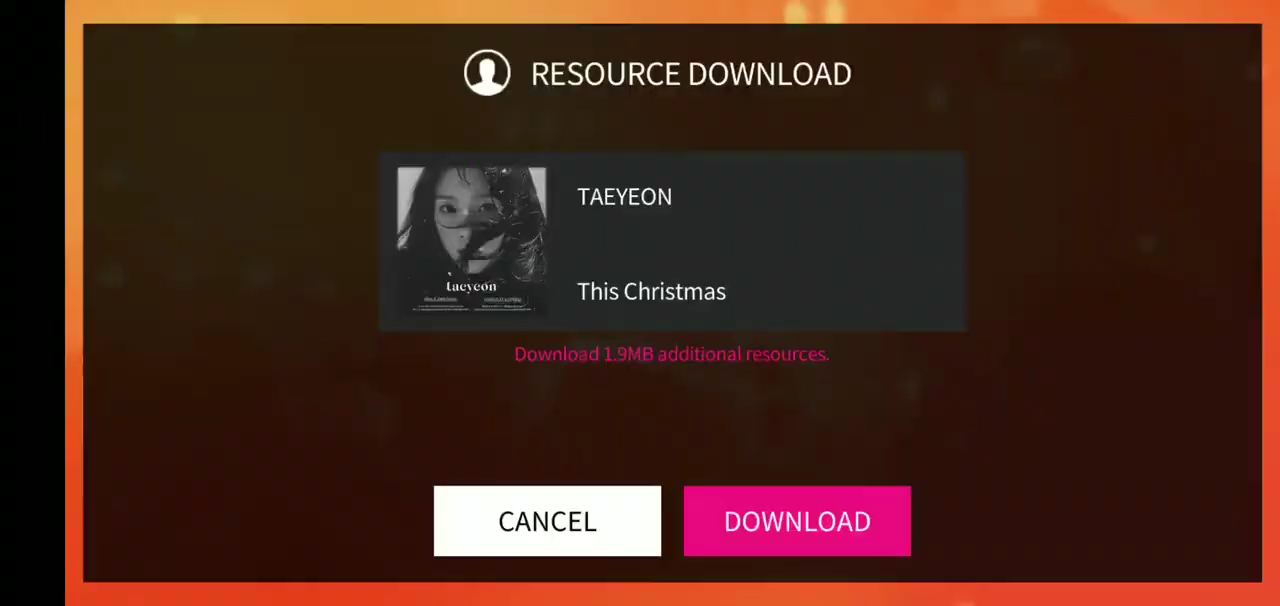 RESOURCE DOWNLOAD
TAEYEON
This Christmas
taeyeon
Download 1.9MB additional resources.
CANCEL
DOWNLOAD